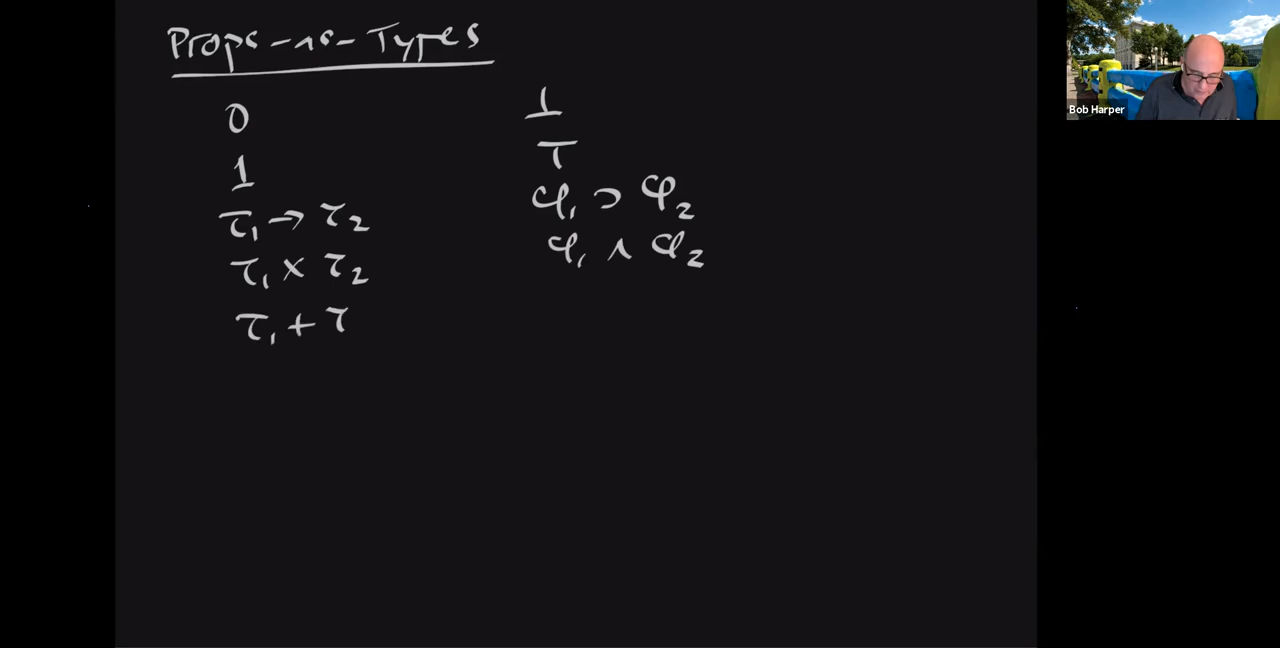 Props-as-Types
0 ⊥
1 ⊤
τ₁ → τ₂ φ₁ ⊃ φ₂
τ₁ × τ₂ φ₁ ∧ φ₂
τ₁ + τ
Bob Harper